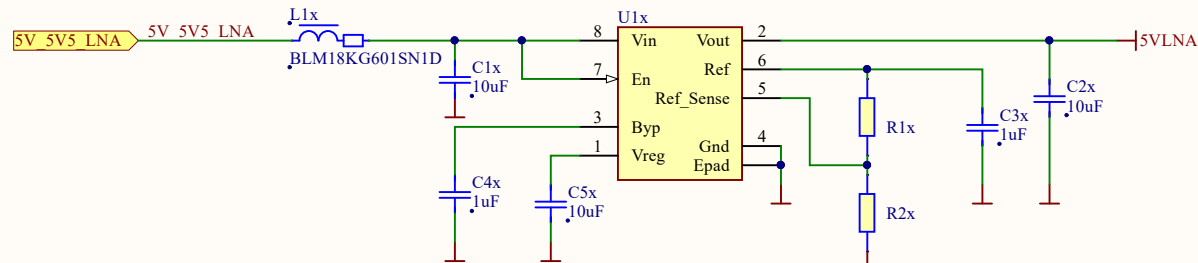 L1x
U1x
5V_5V5_LNA
5V_5V5_LNA
8
Vin
Vout
2
5VLNA
BLM18KG601SN1D
C1x
10uF
7
En
Ref
6
Ref_Sense
5
C2x
10uF
R1x
C3x
1uF
3
Byp
Gnd
4
1
Vreg
Epad
C4x
1uF
C5x
10uF
R2x